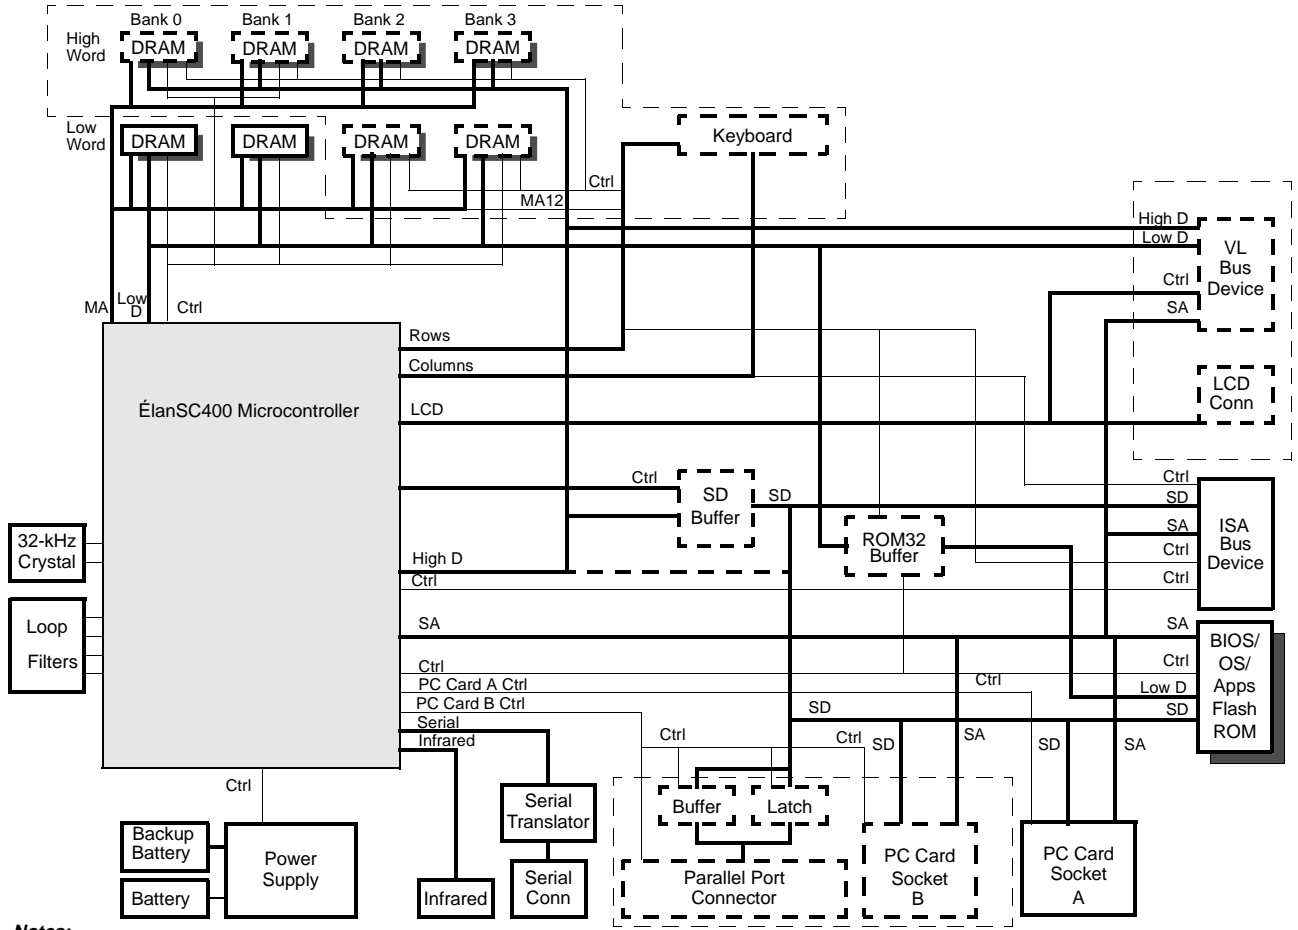 Bank 0 Bank 1 Bank 2 Bank 3
High
Word
DRAM DRAM DRAM DRAM
Low
Word
DRAM DRAM DRAM DRAM
Keyboard
Ctrl
MA12
High D
Low D
VL
Bus
Device
Ctrl
SA
MA
Low
D
Ctrl
Rows
Columns
ÉlanSC400 Microcontroller
LCD
LCD
Conn
Ctrl
SD
Buffer
SD
Ctrl
SD
SA
Ctrl
Ctrl
ISA
Bus
Device
ROM32
Buffer
32-kHz
Crystal
High D
Ctrl
Loop
Filters
SA
SA
Ctrl
Low D
SD
BIOS/
OS/
Apps
Flash
ROM
Ctrl
PC Card A Ctrl
PC Card B Ctrl
Serial
Infrared
Ctrl
SD
Ctrl
Ctrl
SD
SA
SD
SA
Ctrl
Serial
Translator
Buffer
Latch
Backup
Battery
Battery
Power
Supply
Infrared
Serial
Conn
Parallel Port
Connector
PC Card
Socket
B
PC Card
Socket
A
Notes: